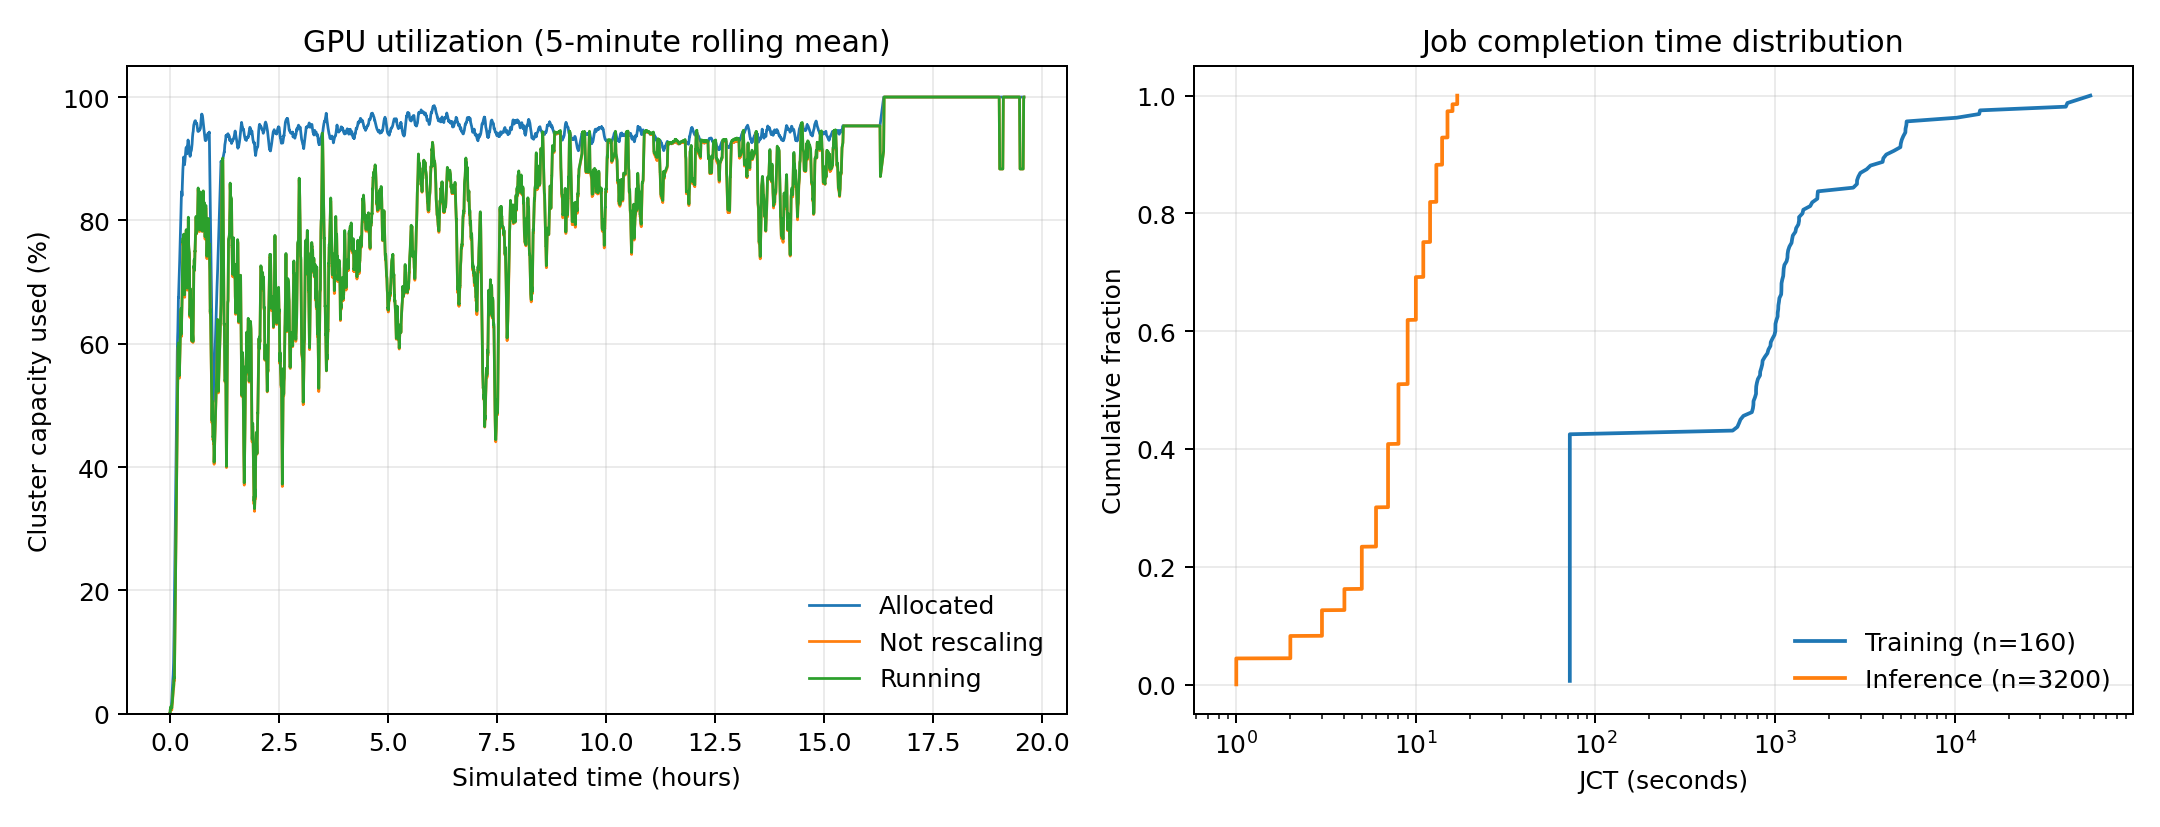 GPU utilization (5-minute rolling mean)
Cluster capacity used (%)
100
80
60
40
20
0
Allocated
Not rescaling
Running
0.0 2.5 5.0 7.5 10.0 12.5 15.0 17.5 20.0
Simulated time (hours)
Job completion time distribution
Cumulative fraction
1.0
0.8
0.6
0.4
0.2
0.0
Training (n=160)
Inference (n=3200)
10⁰ 10¹ 10² 10³ 10⁴
JCT (seconds)